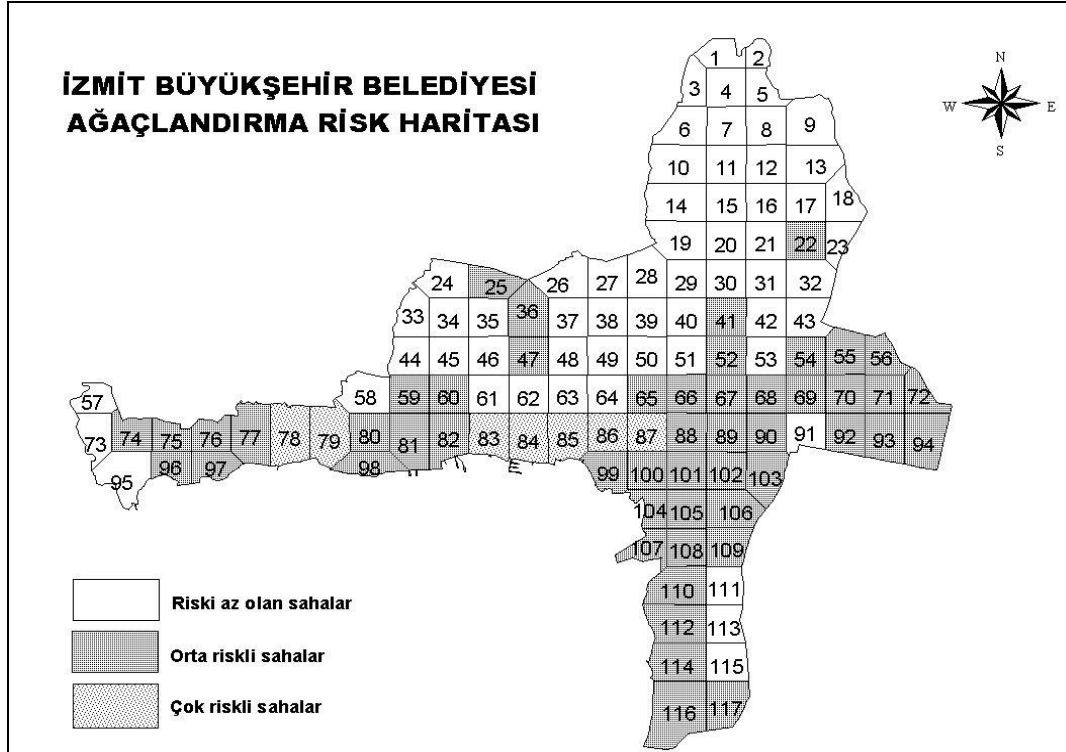 İZMİT BÜYÜKŞEHİR BELEDİYESİ
AĞAÇLANDIRMA RİSK HARİTASI
N
W E
S
1 2
3 4 5
6 7 8 9
10 11 12 13
14 15 16 17 18
19 20 21 22 23
24 25 26 27 28 29 30 31 32
33 34 35 36 37 38 39 40 41 42 43
44 45 46 47 48 49 50 51 52 53 54 55 56
57 58 59 60 61 62 63 64 65 66 67 68 69 70 71 72
73 74 75 76 77 78 79 80 81 82 83 84 85 86 87 88 89 90 91 92 93 94
95 96 97 98 99 100 101 102 103
104 105 106
107 108 109
110 111
112 113
114 115
116 117
Riski az olan sahalar
Orta riskli sahalar
Çok riskli sahalar